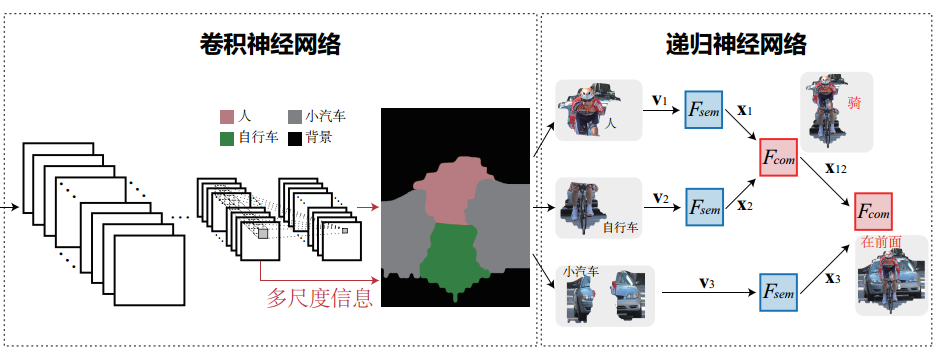 卷积神经网络
递归神经网络
人
小汽车
自行车
背景
多尺度信息
人
v1
Fsem
x1
骑
Fcom
x12
自行车
v2
Fsem
x2
Fcom
在前面
小汽车
v3
Fsem
x3